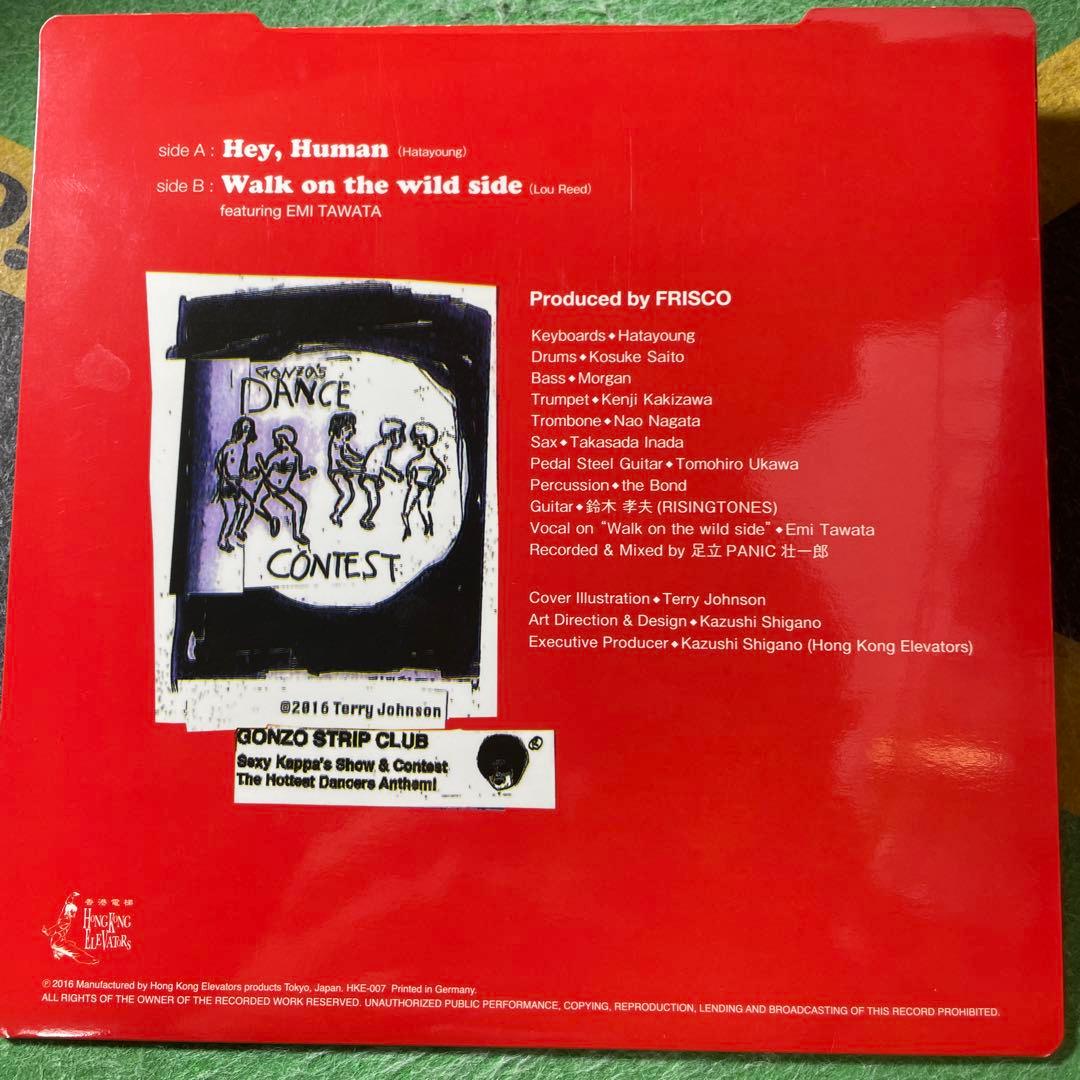 side A : Hey, Human (Hatayoung)
side B : Walk on the wild side (Lou Reed)
featuring EMI TAWATA
GONZO'S
DANCE
CONTEST
©2016 Terry Johnson
GONZO STRIP CLUB
Sexy Kappa's Show & Contest
The Hottest Dancers Anthem!
Produced by FRISCO
Keyboards◆Hatayoung
Drums◆Kosuke Saito
Bass◆Morgan
Trumpet◆Kenji Kakizawa
Trombone◆Nao Nagata
Sax◆Takasada Inada
Pedal Steel Guitar◆Tomohiro Ukawa
Percussion◆the Bond
Guitar◆鈴木 孝夫 (RISINGTONES)
Vocal on “Walk on the wild side”◆Emi Tawata
Recorded & Mixed by 足立 PANIC 壮一郎
Cover Illustration◆Terry Johnson
Art Direction & Design◆Kazushi Shigano
Executive Producer◆Kazushi Shigano (Hong Kong Elevators)
香港電梯
HONG KONG
ELEVATORS
℗ 2016 Manufactured by Hong Kong Elevators products Tokyo, Japan. HKE-007 Printed in Germany.
ALL RIGHTS OF THE OWNER OF THE RECORDED WORK RESERVED. UNAUTHORIZED PUBLIC PERFORMANCE, COPYING, REPRODUCTION, LENDING AND BROADCASTING OF THIS RECORD PROHIBITED.